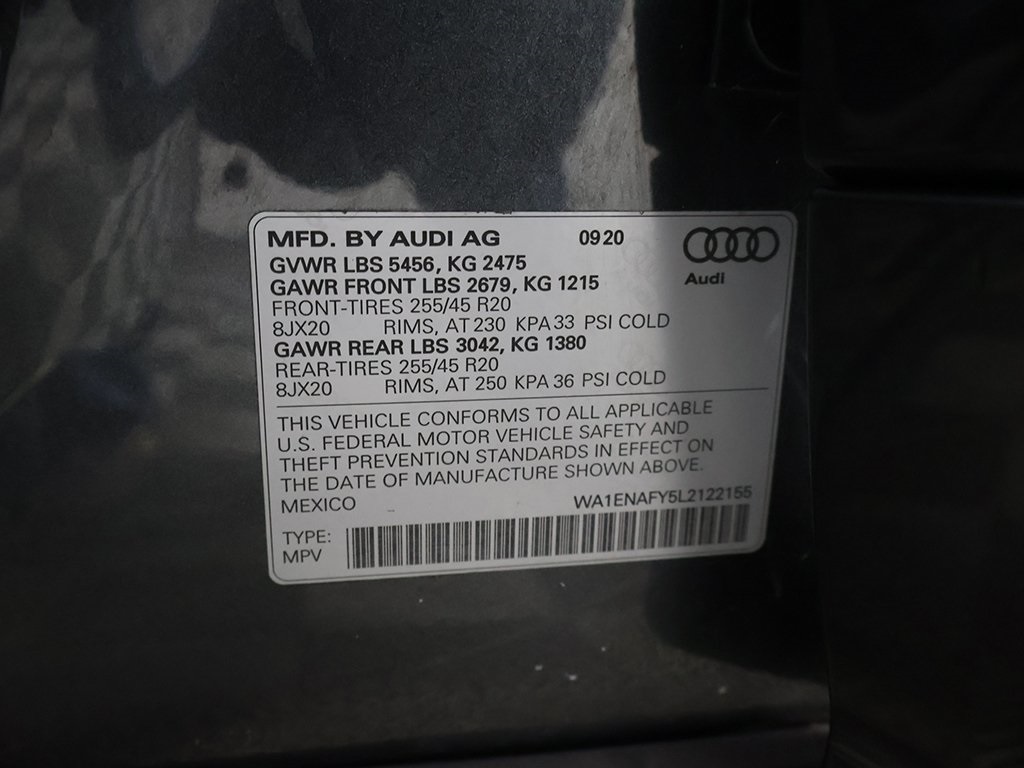 MFD. BY AUDI AG 0920
Audi
GVWR LBS 5456, KG 2475
GAWR FRONT LBS 2679, KG 1215
FRONT-TIRES 255/45 R20
8JX20 RIMS, AT 230 KPA 33 PSI COLD
GAWR REAR LBS 3042, KG 1380
REAR-TIRES 255/45 R20
8JX20 RIMS, AT 250 KPA 36 PSI COLD
THIS VEHICLE CONFORMS TO ALL APPLICABLE
U.S. FEDERAL MOTOR VEHICLE SAFETY AND
THEFT PREVENTION STANDARDS IN EFFECT ON
THE DATE OF MANUFACTURE SHOWN ABOVE.
MEXICO WA1ENAFY5L2122155
TYPE:
MPV